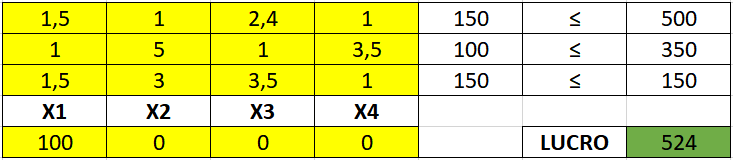 1,5 1 2,4 1 150 ≤ 500
1 5 1 3,5 100 ≤ 350
1,5 3 3,5 1 150 ≤ 150
X1 X2 X3 X4
100 0 0 0 LUCRO 524